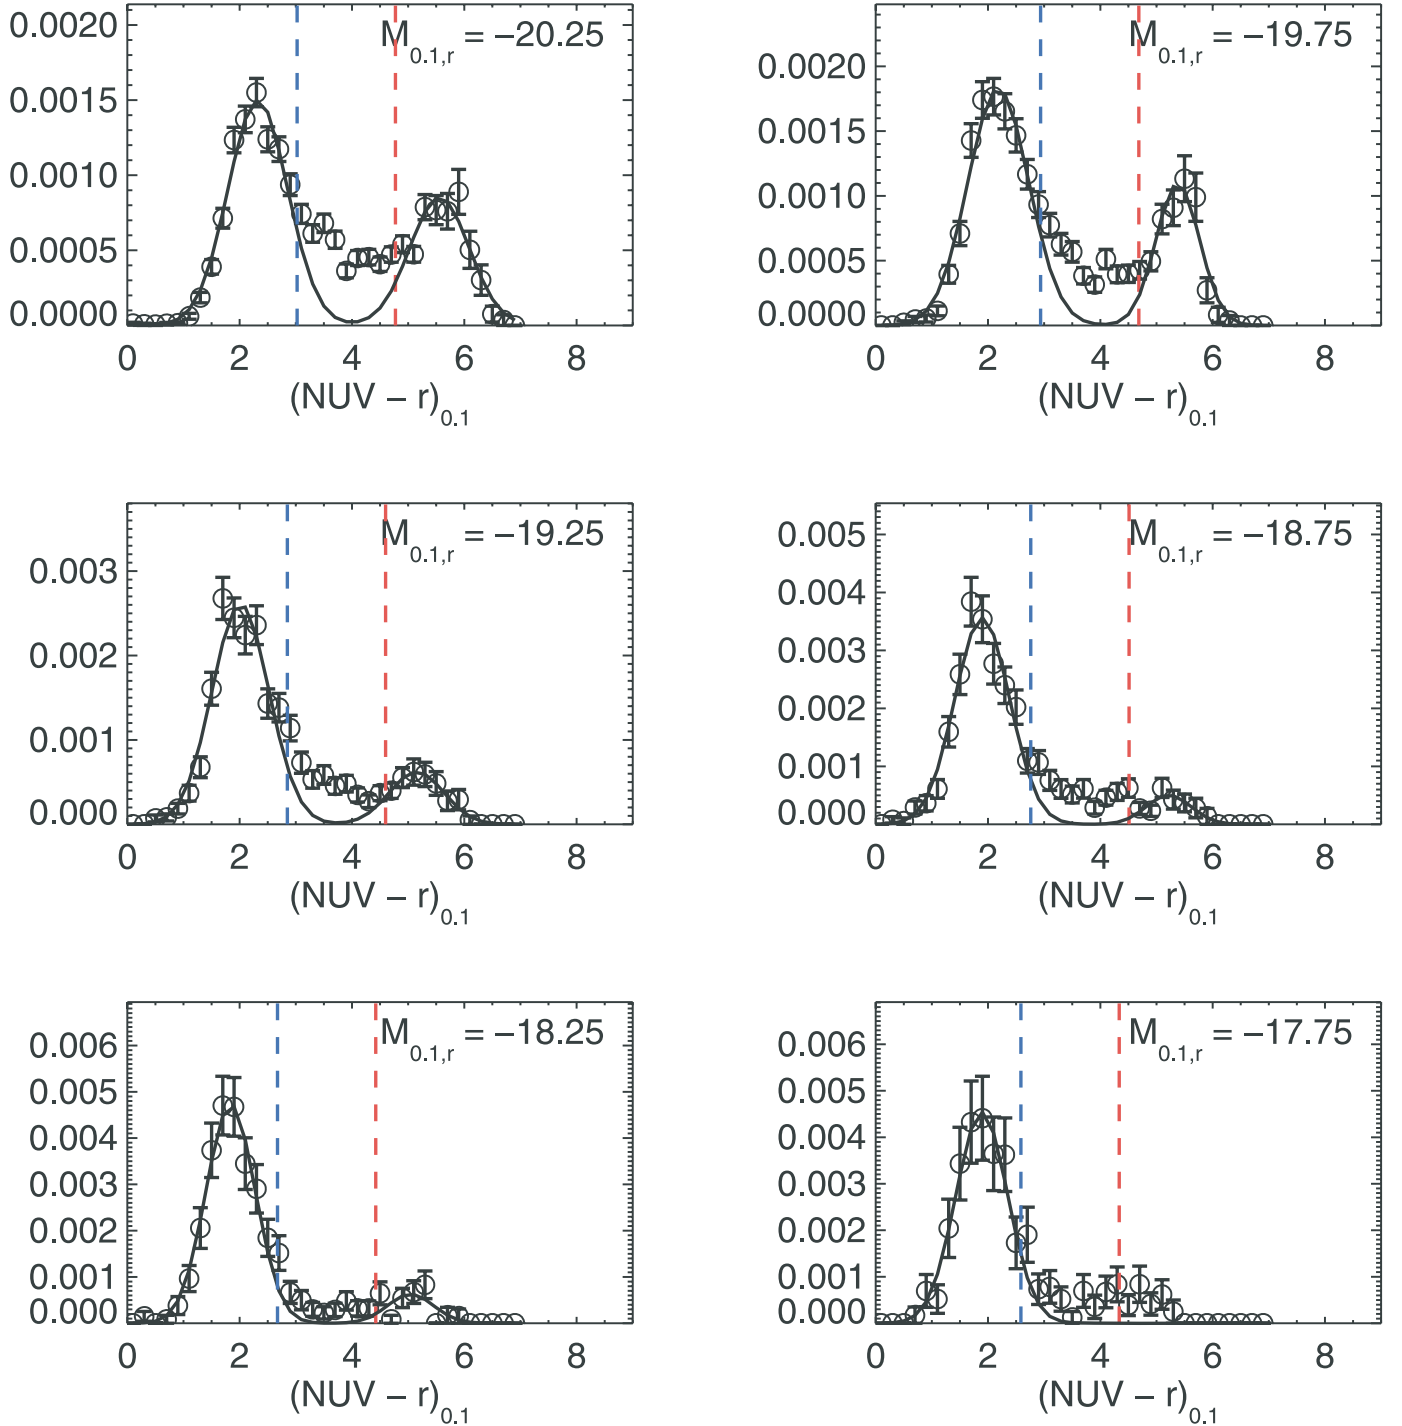 M0.1,r = −20.25
0.0020
0.0015
0.0010
0.0005
0.0000
0 2 4 6 8
(NUV − r)0.1
M0.1,r = −19.75
0.0020
0.0015
0.0010
0.0005
0.0000
0 2 4 6 8
(NUV − r)0.1
M0.1,r = −19.25
0.003
0.002
0.001
0.000
0 2 4 6 8
(NUV − r)0.1
M0.1,r = −18.75
0.005
0.004
0.003
0.002
0.001
0.000
0 2 4 6 8
(NUV − r)0.1
M0.1,r = −18.25
0.006
0.005
0.004
0.003
0.002
0.001
0.000
0 2 4 6 8
(NUV − r)0.1
M0.1,r = −17.75
0.006
0.005
0.004
0.003
0.002
0.001
0.000
0 2 4 6 8
(NUV − r)0.1